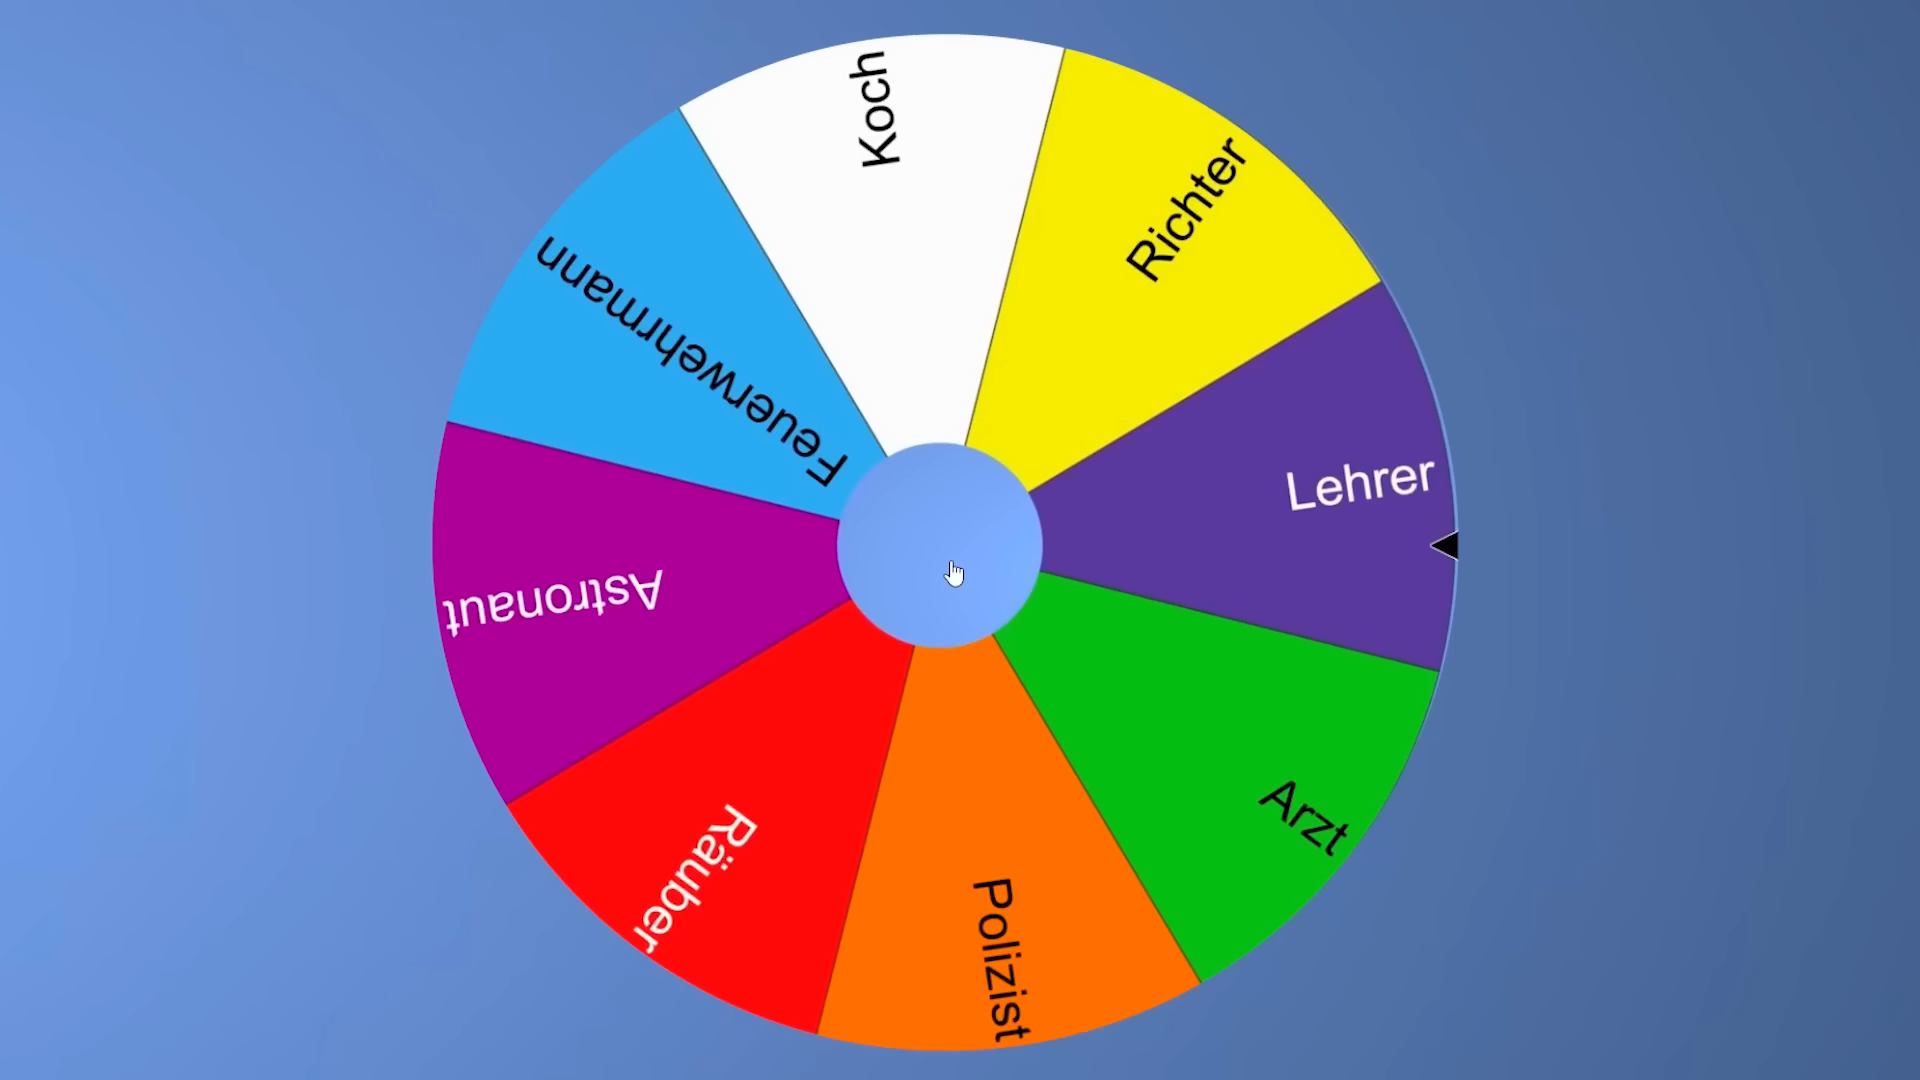 Koch
Richter
Lehrer
Arzt
Polizist
Räuber
Astronaut
Feuerwehrmann